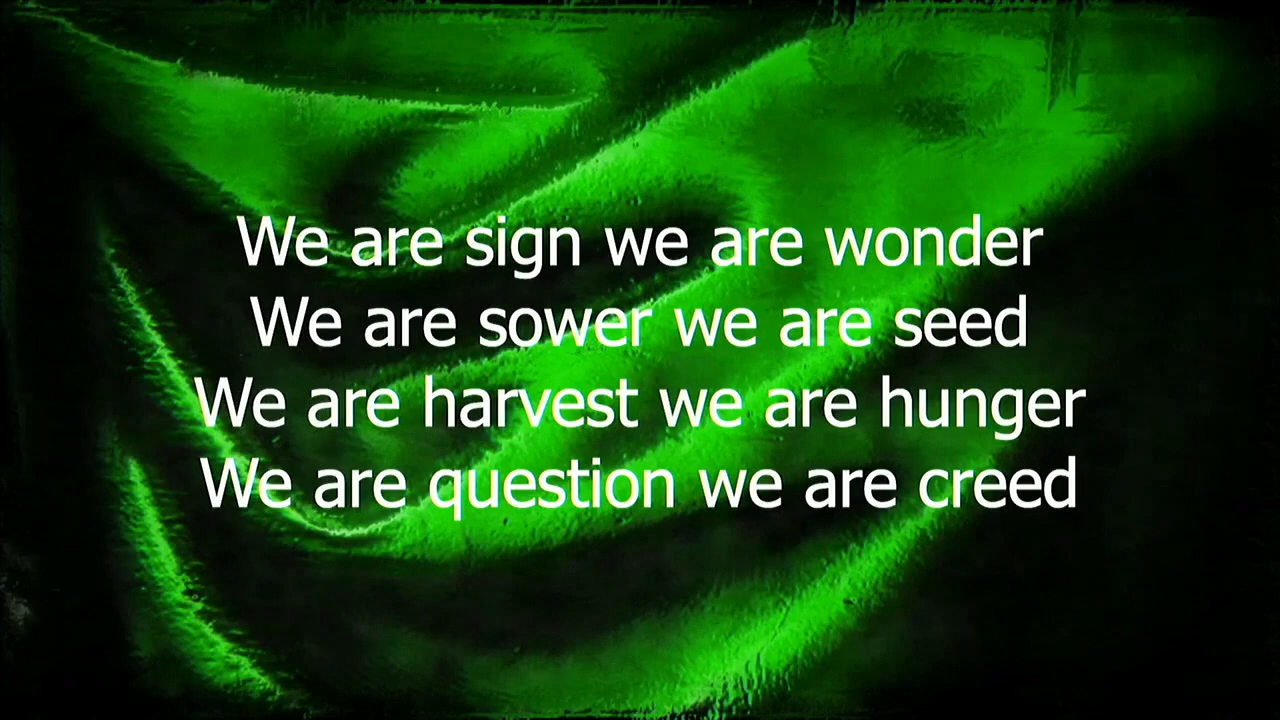 We are sign we are wonder
We are sower we are seed
We are harvest we are hunger
We are question we are creed